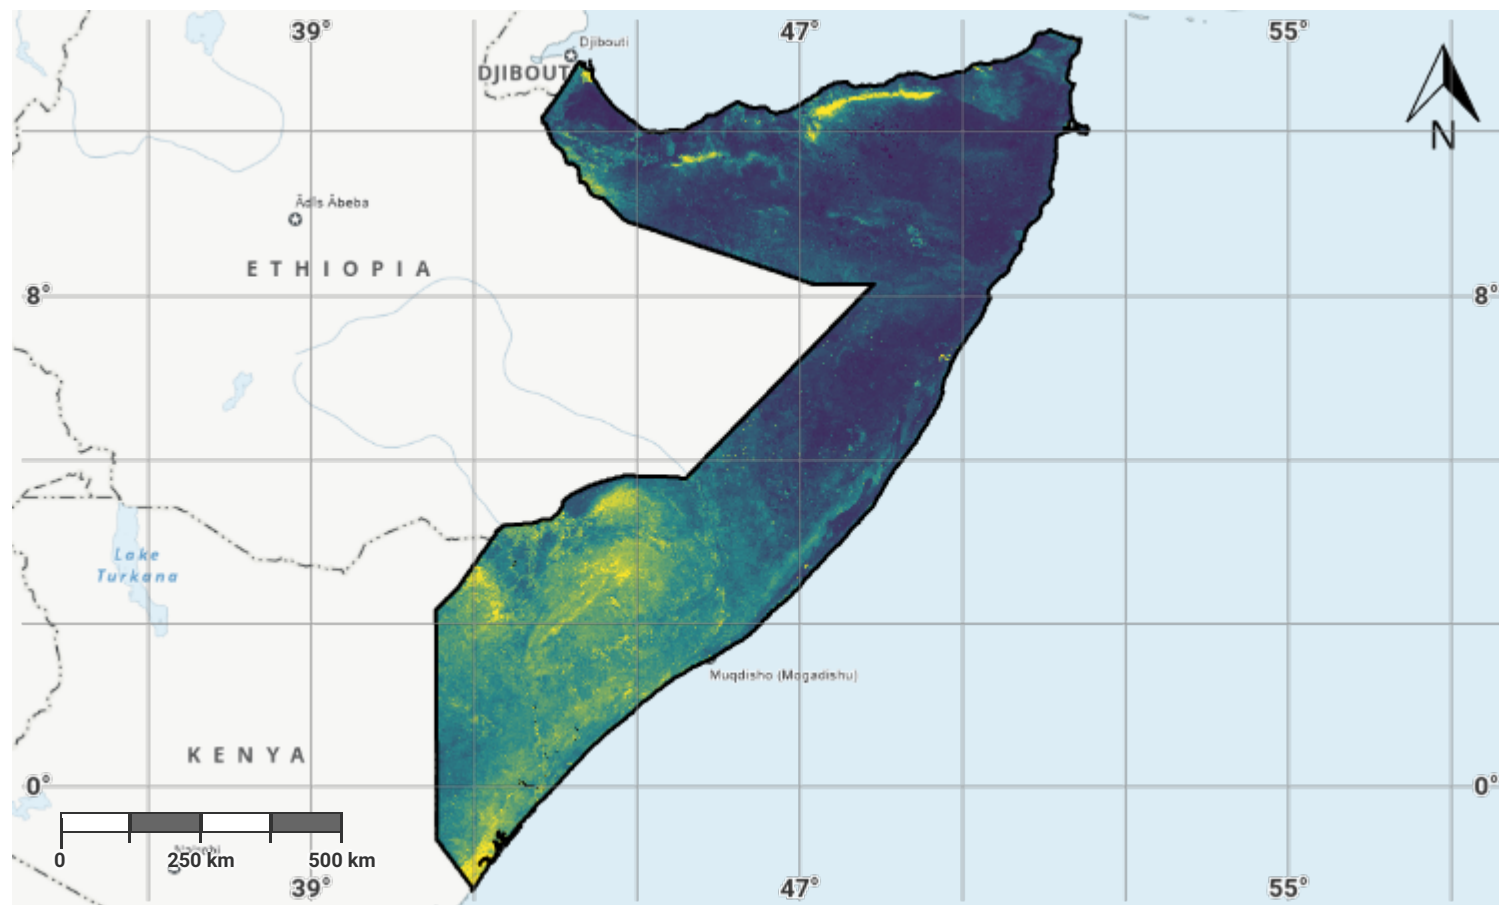 39°
47°
55°
Djibouti
DJIBOUT
N
Ādīs Ābeba
ETHIOPIA
8°
8°
Lake
Turkana
Muqdisho (Mogadishu)
KENYA
0°
0°
Nairobi
0
250 km
500 km
39°
47°
55°